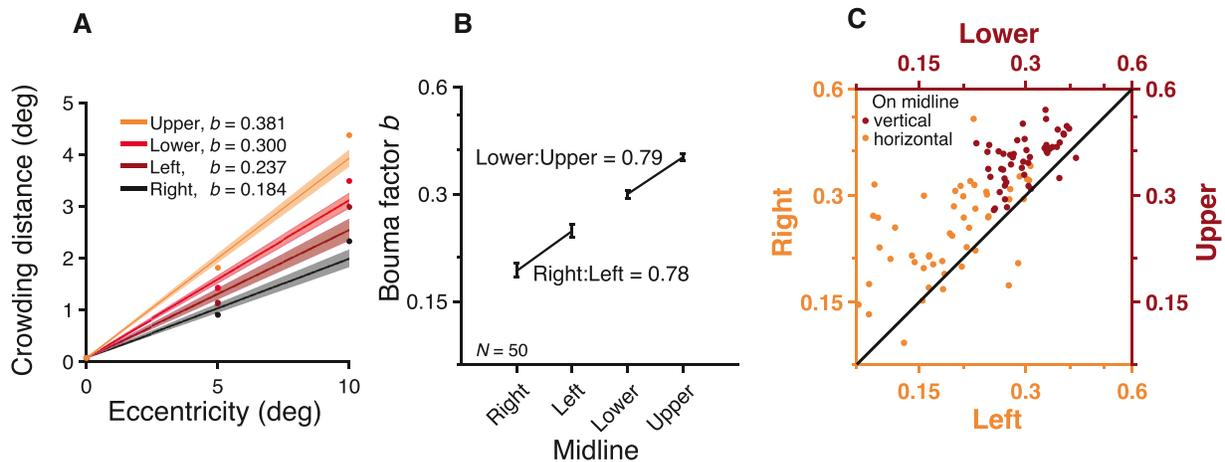 A
Crowding distance (deg)
5
4
3
2
1
0
Upper, b = 0.381
Lower, b = 0.300
Left, b = 0.237
Right, b = 0.184
0 5 10
Eccentricity (deg)
B
Bouma factor b
0.6
0.3
0.15
Lower:Upper = 0.79
Right:Left = 0.78
N = 50
Right Left Lower Upper
Midline
C
Lower
0.15 0.3 0.6
Right
0.6
0.3
0.15
On midline
vertical
horizontal
0.6
0.3
0.15
Upper
0.15 0.3 0.6
Left